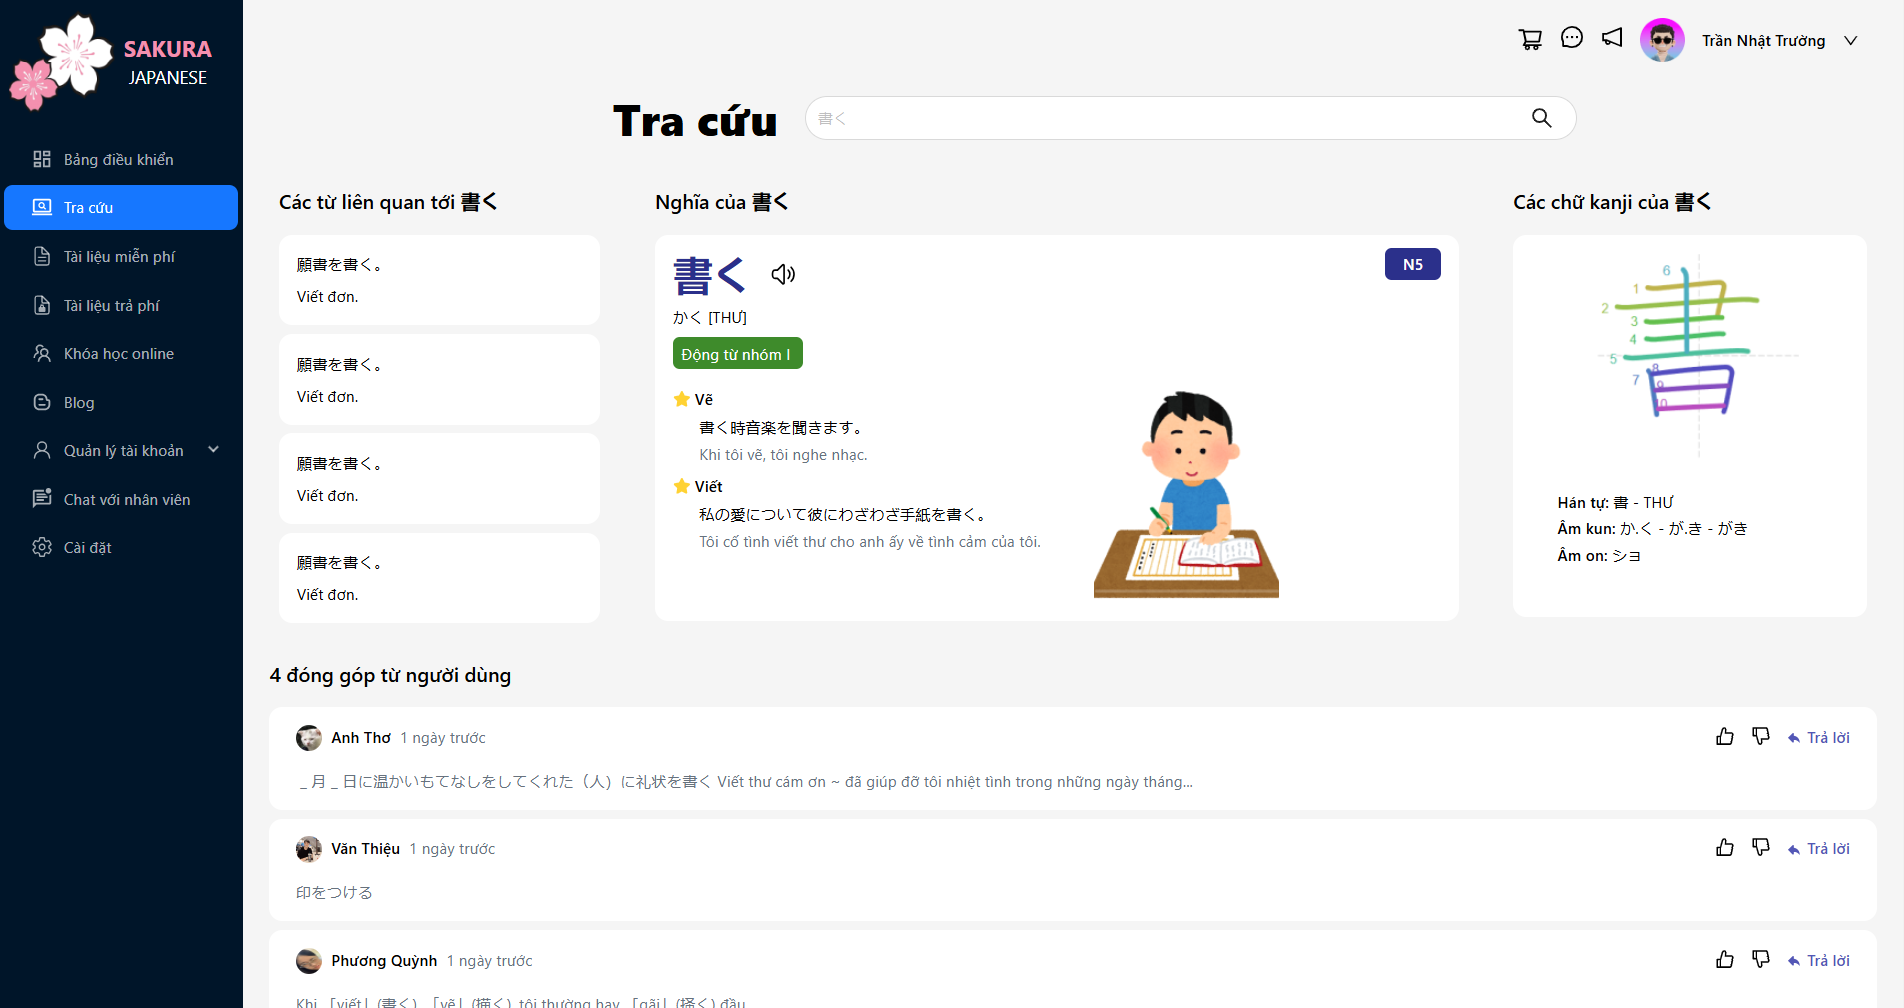 SAKURA
JAPANESE
Bảng điều khiển
Tra cứu
Tài liệu miễn phí
Tài liệu trả phí
Khóa học online
Blog
Quản lý tài khoản
Chat với nhân viên
Cài đặt
Trần Nhật Trường
Tra cứu
書く
Các từ liên quan tới 書く
願書を書く。
Viết đơn.
願書を書く。
Viết đơn.
願書を書く。
Viết đơn.
願書を書く。
Viết đơn.
Nghĩa của 書く
書く
N5
かく [THƯ]
Động từ nhóm I
Vẽ
書く時音楽を聞きます。
Khi tôi vẽ, tôi nghe nhạc.
Viết
私の愛について彼にわざわざ手紙を書く。
Tôi cố tình viết thư cho anh ấy về tình cảm của tôi.
Các chữ kanji của 書く
6
1
2
3
4
5
8
7
9
10
Hán tự: 書 - THƯ
Âm kun: か.く - が.き - がき
Âm on: ショ
4 đóng góp từ người dùng
Anh Thơ 1 ngày trước
Trả lời
_ 月 _ 日に温かいもてなしをしてくれた（人）に礼状を書く Viết thư cám ơn ~ đã giúp đỡ tôi nhiệt tình trong những ngày tháng...
Văn Thiệu 1 ngày trước
Trả lời
印をつける
Phương Quỳnh 1 ngày trước
Trả lời
Khi 「viết」(書く), 「vẽ」(描く), tôi thường hay 「gãi」(搔く) đầu